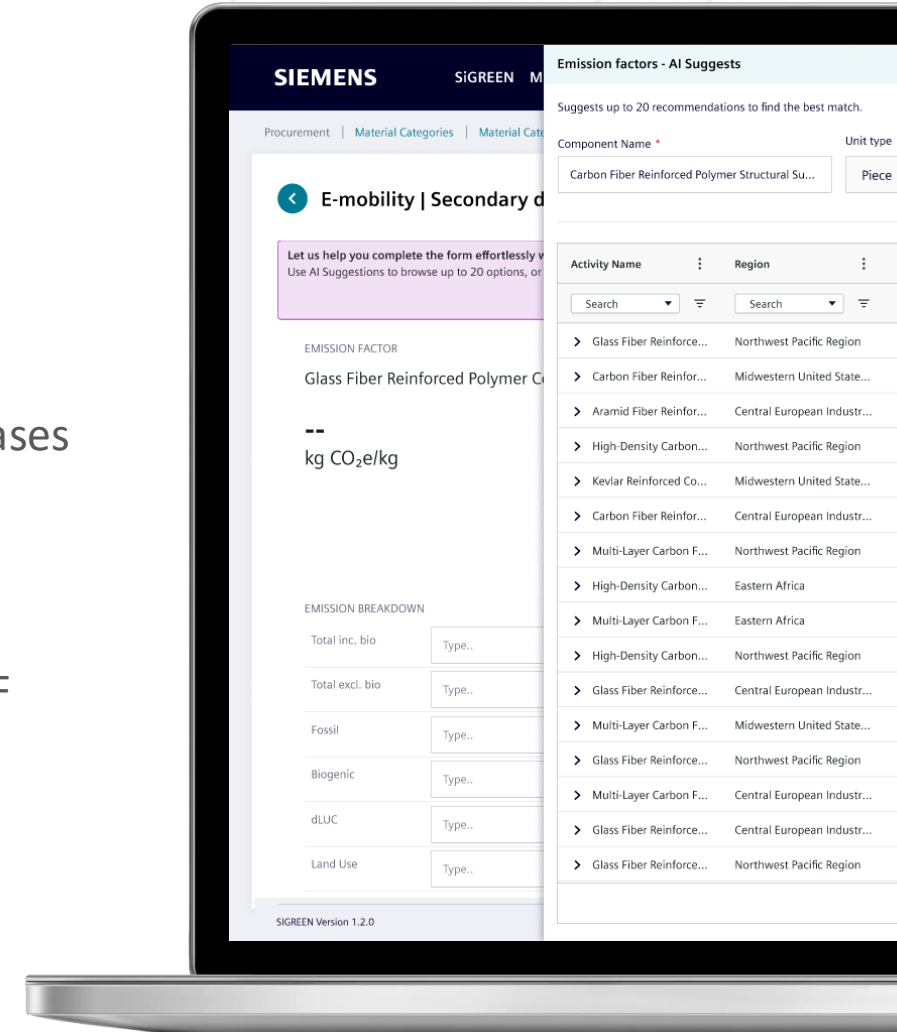 ases
SIEMENS
SiGREEN M
Procurement | Material Categories | Material Cate
E-mobility | Secondary d
Let us help you complete the form effortlessly w
Use AI Suggestions to browse up to 20 options, or
EMISSION FACTOR
Glass Fiber Reinforced Polymer Co
--
kg CO₂e/kg
EMISSION BREAKDOWN
Total inc. bio Type..
Total excl. bio Type..
Fossil Type..
Biogenic Type..
dLUC Type..
Land Use Type..
SIGREEN Version 1.2.0
Emission factors - AI Suggests
Suggests up to 20 recommendations to find the best match.
Component Name * Unit type
Carbon Fiber Reinforced Polymer Structural Su... Piece
Activity Name Region
Search Search
Glass Fiber Reinforce... Northwest Pacific Region
Carbon Fiber Reinfor... Midwestern United State...
Aramid Fiber Reinfor... Central European Industr...
High-Density Carbon... Northwest Pacific Region
Kevlar Reinforced Co... Midwestern United State...
Carbon Fiber Reinfor... Central European Industr...
Multi-Layer Carbon F... Northwest Pacific Region
High-Density Carbon... Eastern Africa
Multi-Layer Carbon F... Eastern Africa
High-Density Carbon... Northwest Pacific Region
Glass Fiber Reinforce... Central European Industr...
Multi-Layer Carbon F... Midwestern United State...
Glass Fiber Reinforce... Northwest Pacific Region
Multi-Layer Carbon F... Central European Industr...
Glass Fiber Reinforce... Central European Industr...
Glass Fiber Reinforce... Northwest Pacific Region